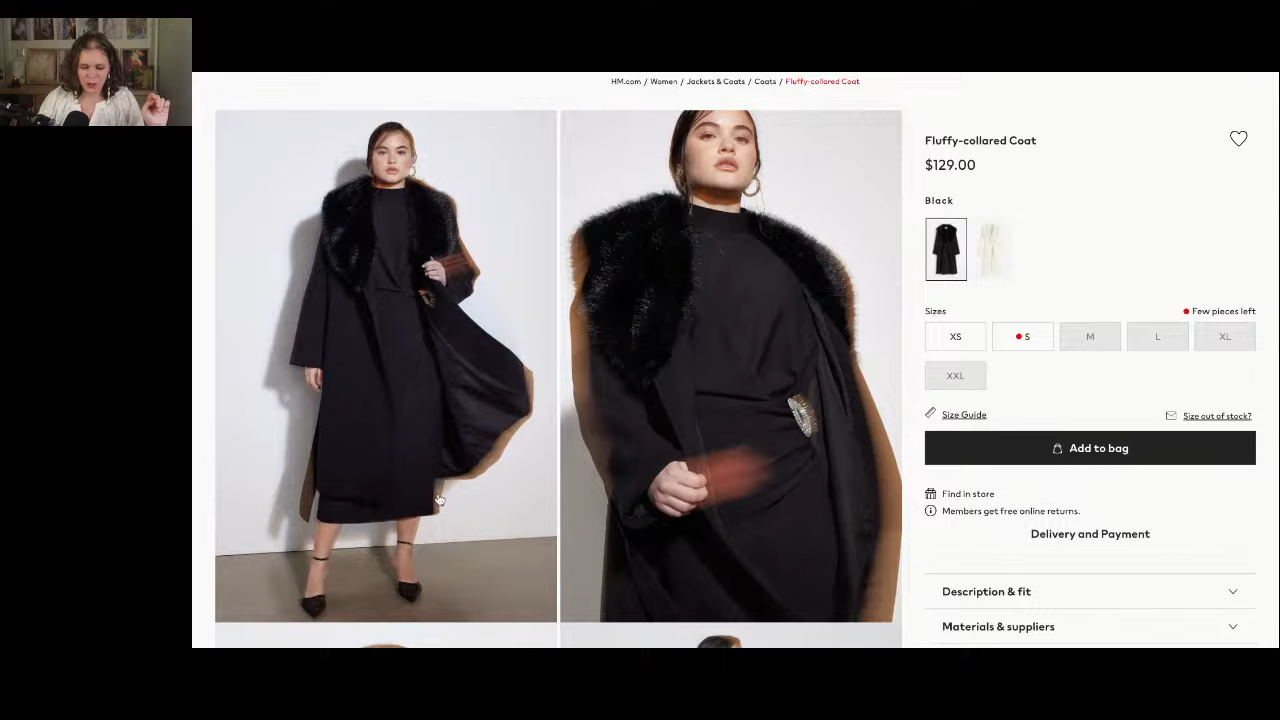 HM.com / Women / Jackets & Coats / Coats / Fluffy-collared Coat
Fluffy-collared Coat
$129.00
Black
Sizes
Few pieces left
XS
S
M
L
XL
XXL
Size Guide
Size out of stock?
Add to bag
Find in store
Members get free online returns.
Delivery and Payment
Description & fit
Materials & suppliers